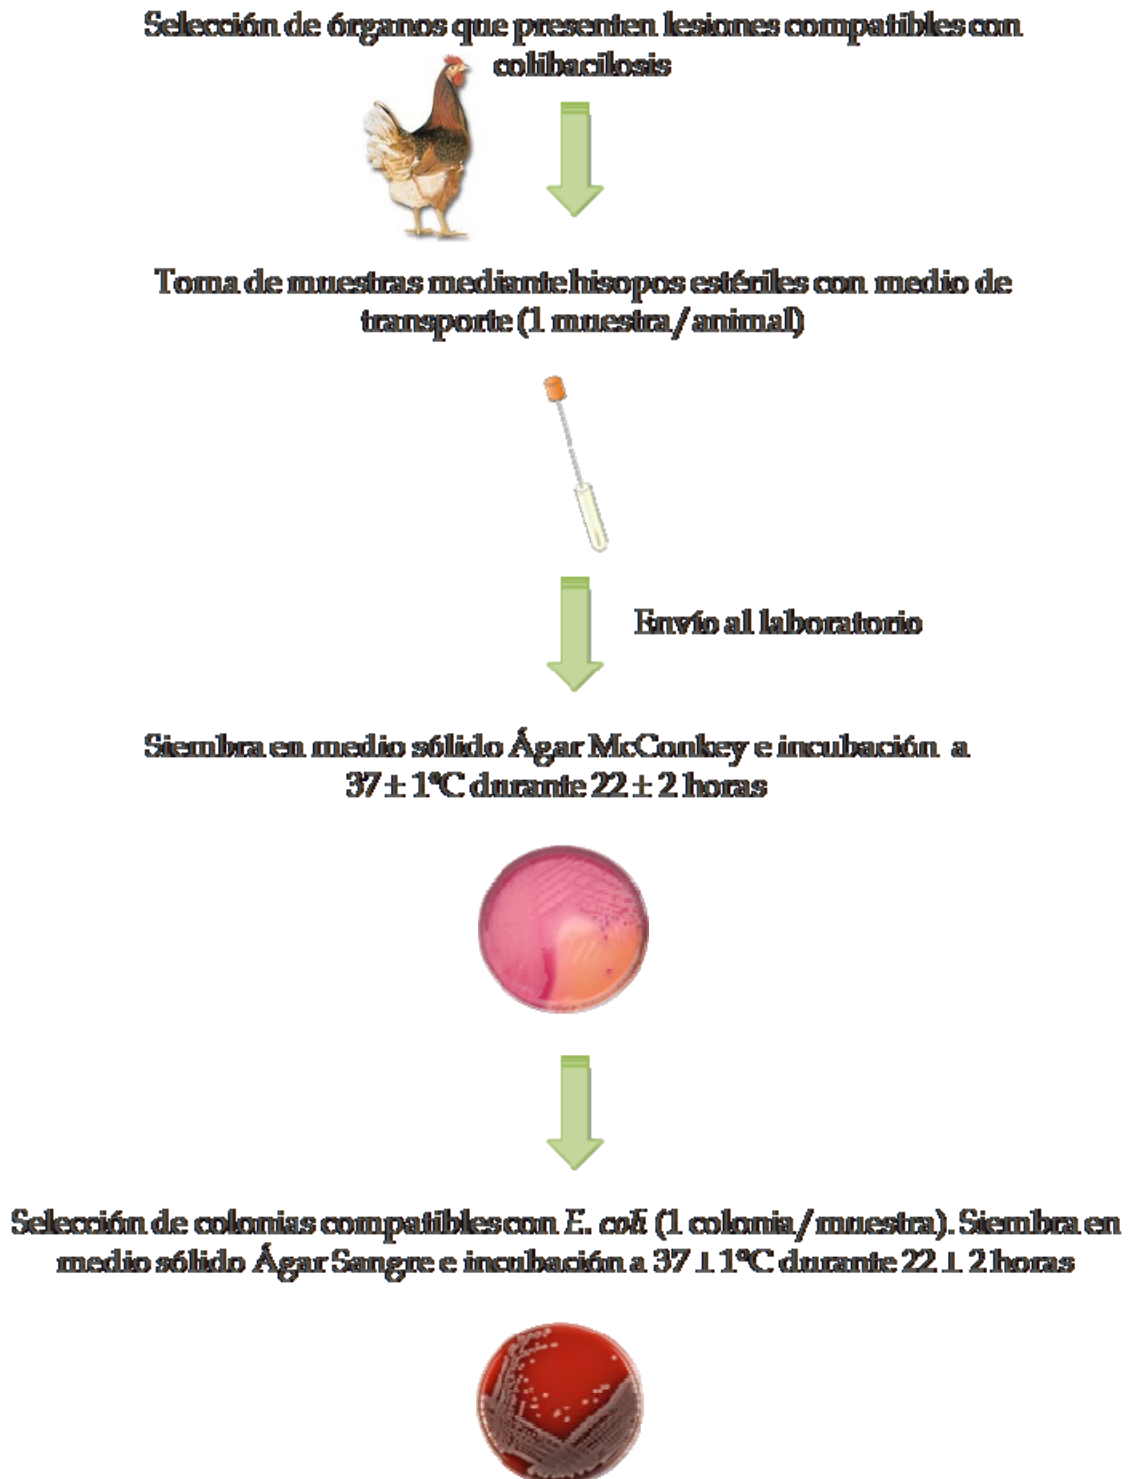 Selección de órganos que presenten lesiones compatibles con
colibacilosis
Toma de muestras mediante hisopos estériles con medio de
transporte (1 muestra/animal)
Envío al laboratorio
Siembra en medio sólido Ágar McConkey e incubación a
37 ± 1ºC durante 22 ± 2 horas
Selección de colonias compatibles con E. coli (1 colonia/muestra). Siembra en
medio sólido Ágar Sangre e incubación a 37 ± 1ºC durante 22 ± 2 horas